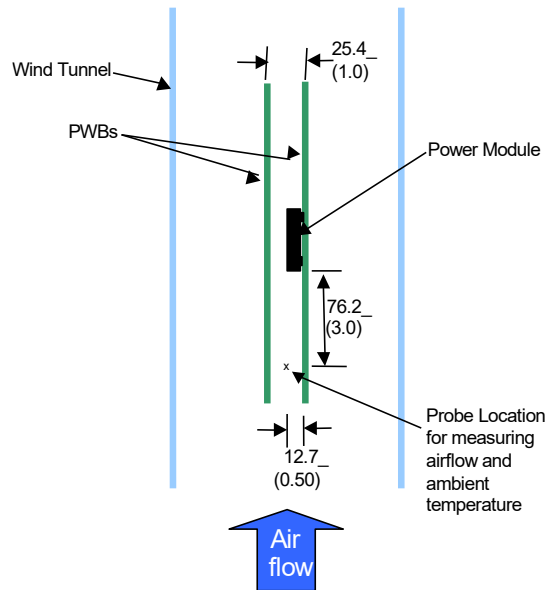 25.4_
(1.0)
Wind Tunnel
PWBs
Power Module
76.2_
(3.0)
x
Probe Location
for measuring
airflow and
ambient
temperature
12.7_
(0.50)
Air
flow